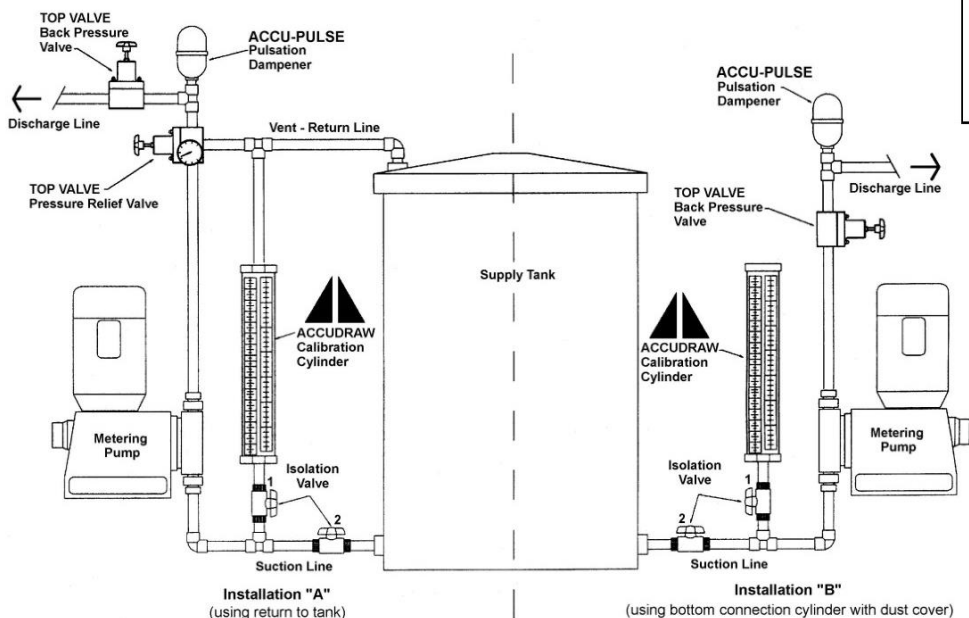 TOP VALVE
Back Pressure
Valve
ACCU-PULSE
Pulsation
Dampener
Discharge Line
Vent - Return Line
TOP VALVE
Pressure Relief Valve
ACCUDRAW
Calibration
Cylinder
Metering
Pump
Isolation
Valve
1
2
Suction Line
Installation "A"
(using return to tank)
Supply Tank
ACCU-PULSE
Pulsation
Dampener
Discharge Line
TOP VALVE
Back Pressure
Valve
ACCUDRAW
Calibration
Cylinder
Metering
Pump
Isolation
Valve
1
2
Suction Line
Installation "B"
(using bottom connection cylinder with dust cover)